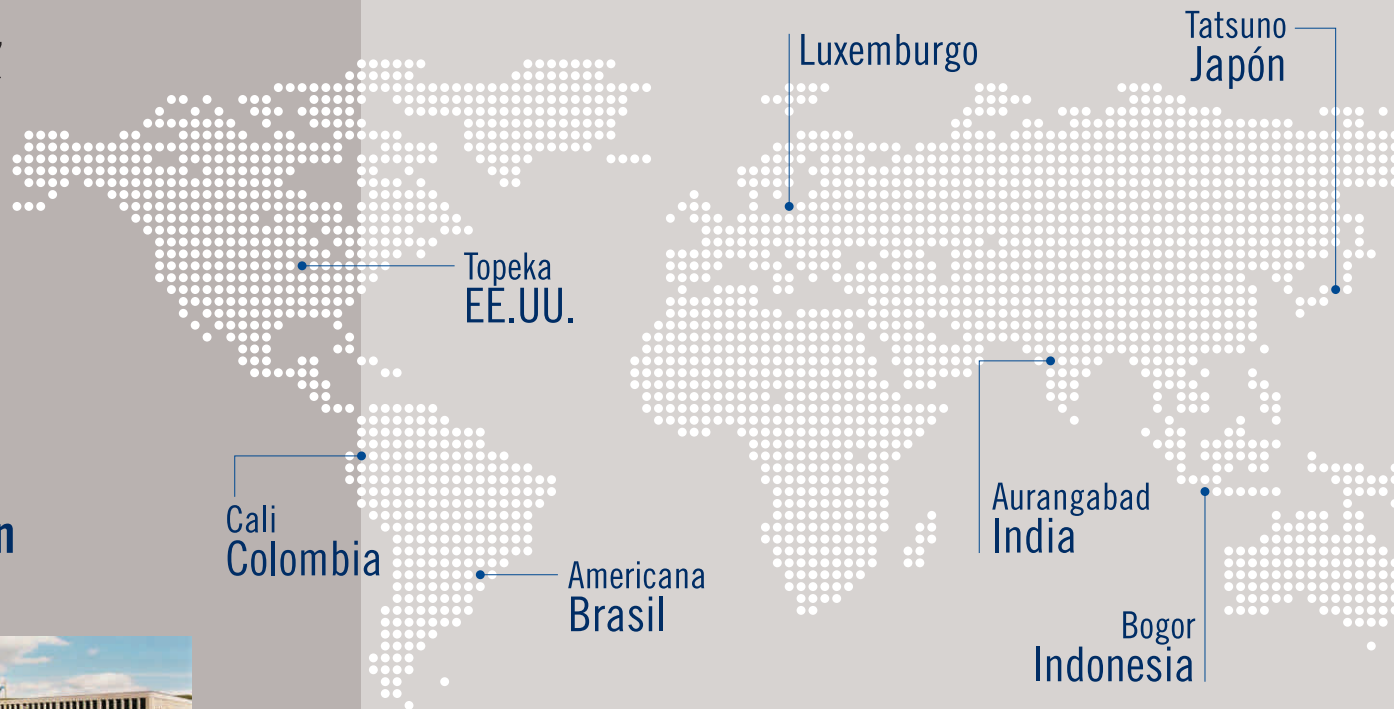 Luxemburgo
Tatsuno
Japón
Topeka
EE.UU.
Cali
Colombia
Americana
Brasil
Aurangabad
India
Bogor
Indonesia